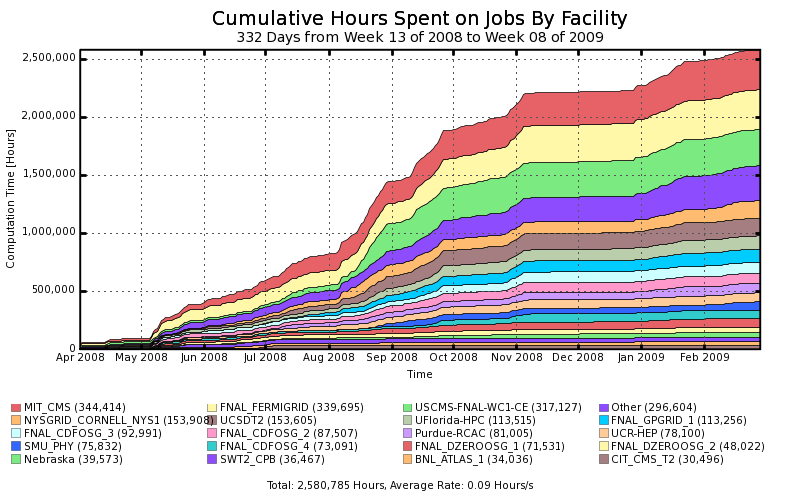 Cumulative Hours Spent on Jobs By Facility
332 Days from Week 13 of 2008 to Week 08 of 2009
Computation Time [Hours]
2,500,000
2,000,000
1,500,000
1,000,000
500,000
0
Apr 2008 May 2008 Jun 2008 Jul 2008 Aug 2008 Sep 2008 Oct 2008 Nov 2008 Dec 2008 Jan 2009 Feb 2009
Time
MIT_CMS (344,414) FNAL_FERMIGRID (339,695) USCMS-FNAL-WC1-CE (317,127) Other (296,604)
NYSGRID_CORNELL_NYS1 (153,908) UCSDT2 (153,605) UFlorida-HPC (113,515) FNAL_GPGRID_1 (113,256)
FNAL_CDFOSG_3 (92,991) FNAL_CDFOSG_2 (87,507) Purdue-RCAC (81,005) UCR-HEP (78,100)
SMU_PHY (75,832) FNAL_CDFOSG_4 (73,091) FNAL_DZEROOSG_1 (71,531) FNAL_DZEROOSG_2 (48,022)
Nebraska (39,573) SWT2_CPB (36,467) BNL_ATLAS_1 (34,036) CIT_CMS_T2 (30,496)
Total: 2,580,785 Hours, Average Rate: 0.09 Hours/s